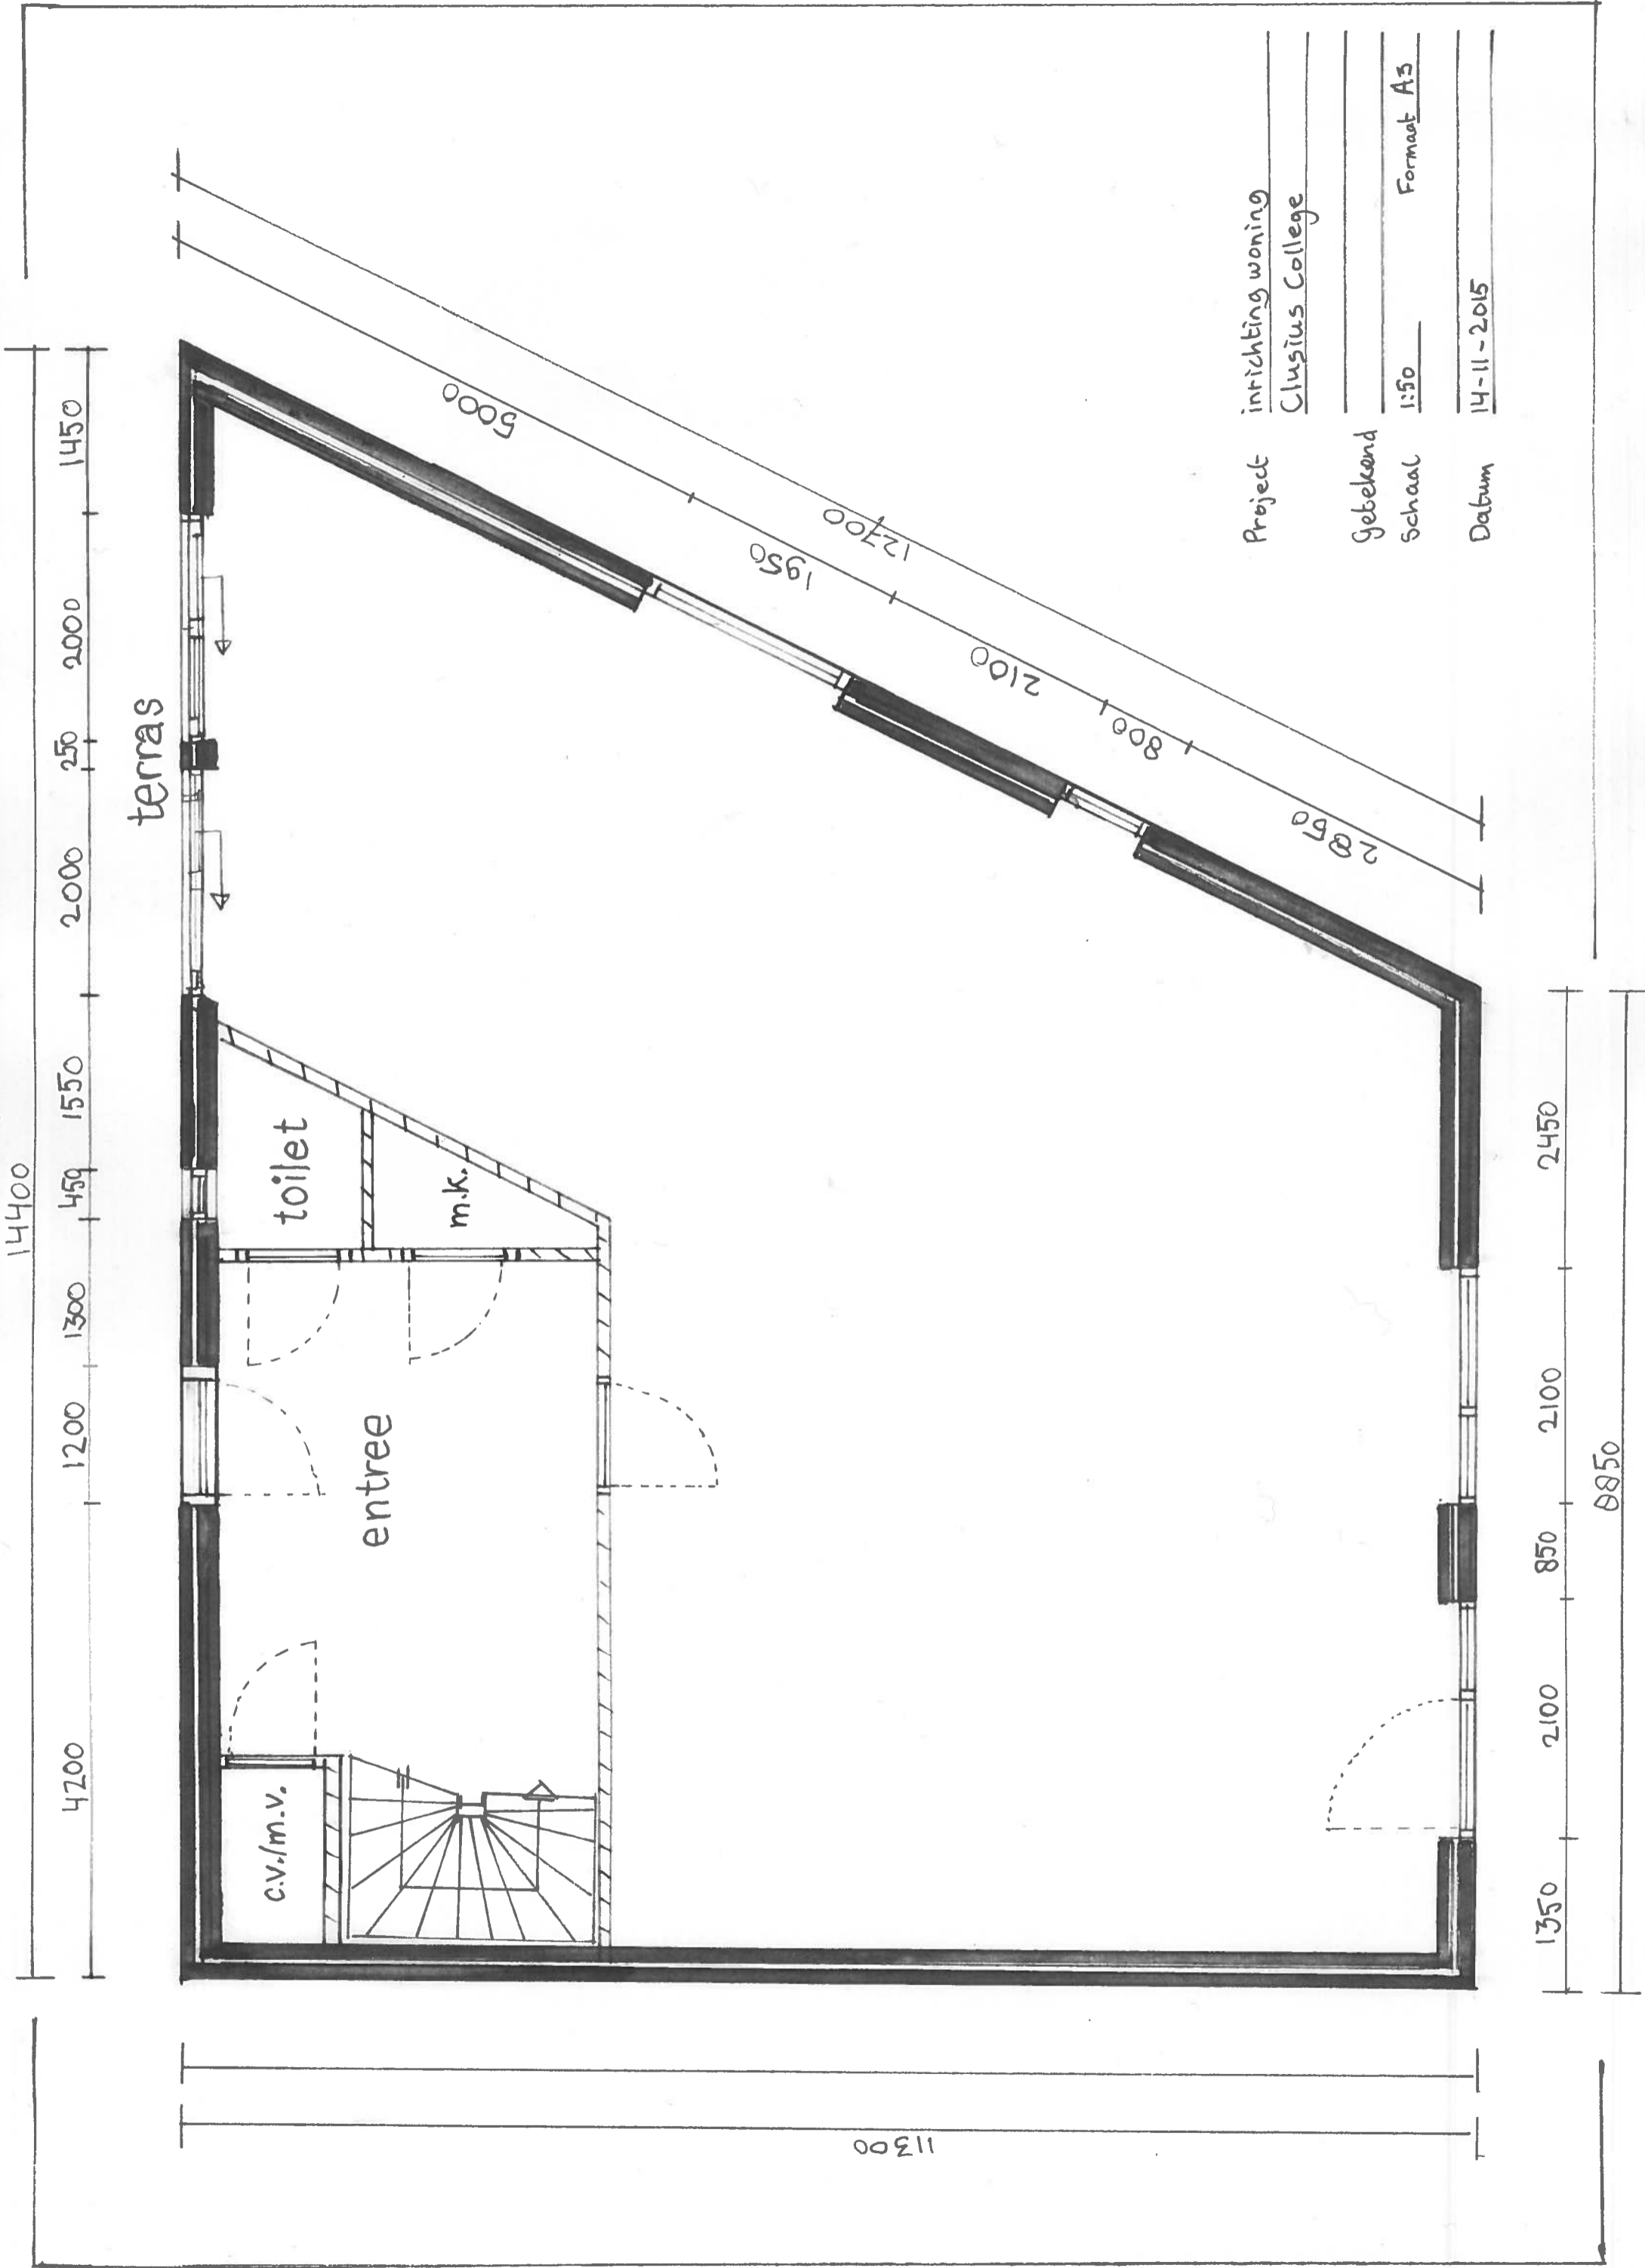 14400
4200
1200
1300
450
1550
2000
250
2000
1450
terras
c.v./m.v.
entree
toilet
m.k.
5000
1950
2100
800
2850
12700
11300
1350
2100
850
2100
2450
8850
Project inrichting woning
Clusius College
Getekend
Schaal 1:50 Formaat A3
Datum 14-11-2015